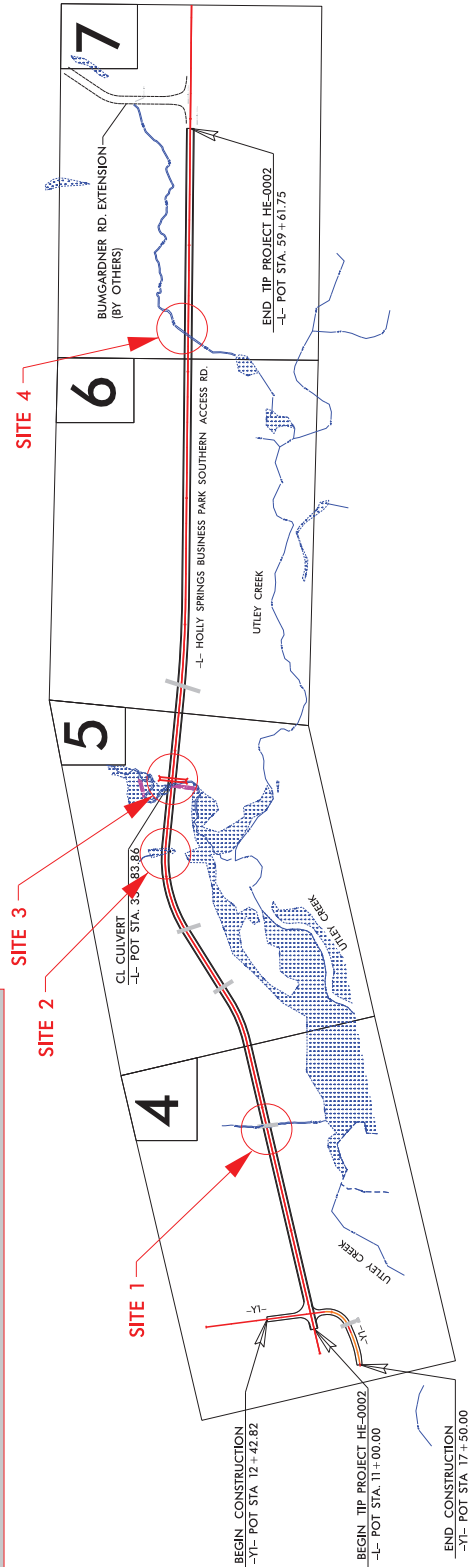 7
BUMGARDNER RD. EXTENSION
(BY OTHERS)
END TIP PROJECT HE-0002
-L- POT STA. 59+61.75
SITE 4
6
-L- HOLLY SPRINGS BUSINESS PARK SOUTHERN ACCESS RD.
UTLEY CREEK
5
SITE 3
CL CULVERT
-L- POT STA. 83.86
SITE 2
UTLEY CREEK
4
SITE 1
UTLEY CREEK
-Y1-
-Y1-
BEGIN CONSTRUCTION
-Y1- POT STA 12+42.82
BEGIN TIP PROJECT HE-0002
-L- POT STA. 11+00.00
END CONSTRUCTION
-Y1- POT STA 17+50.00